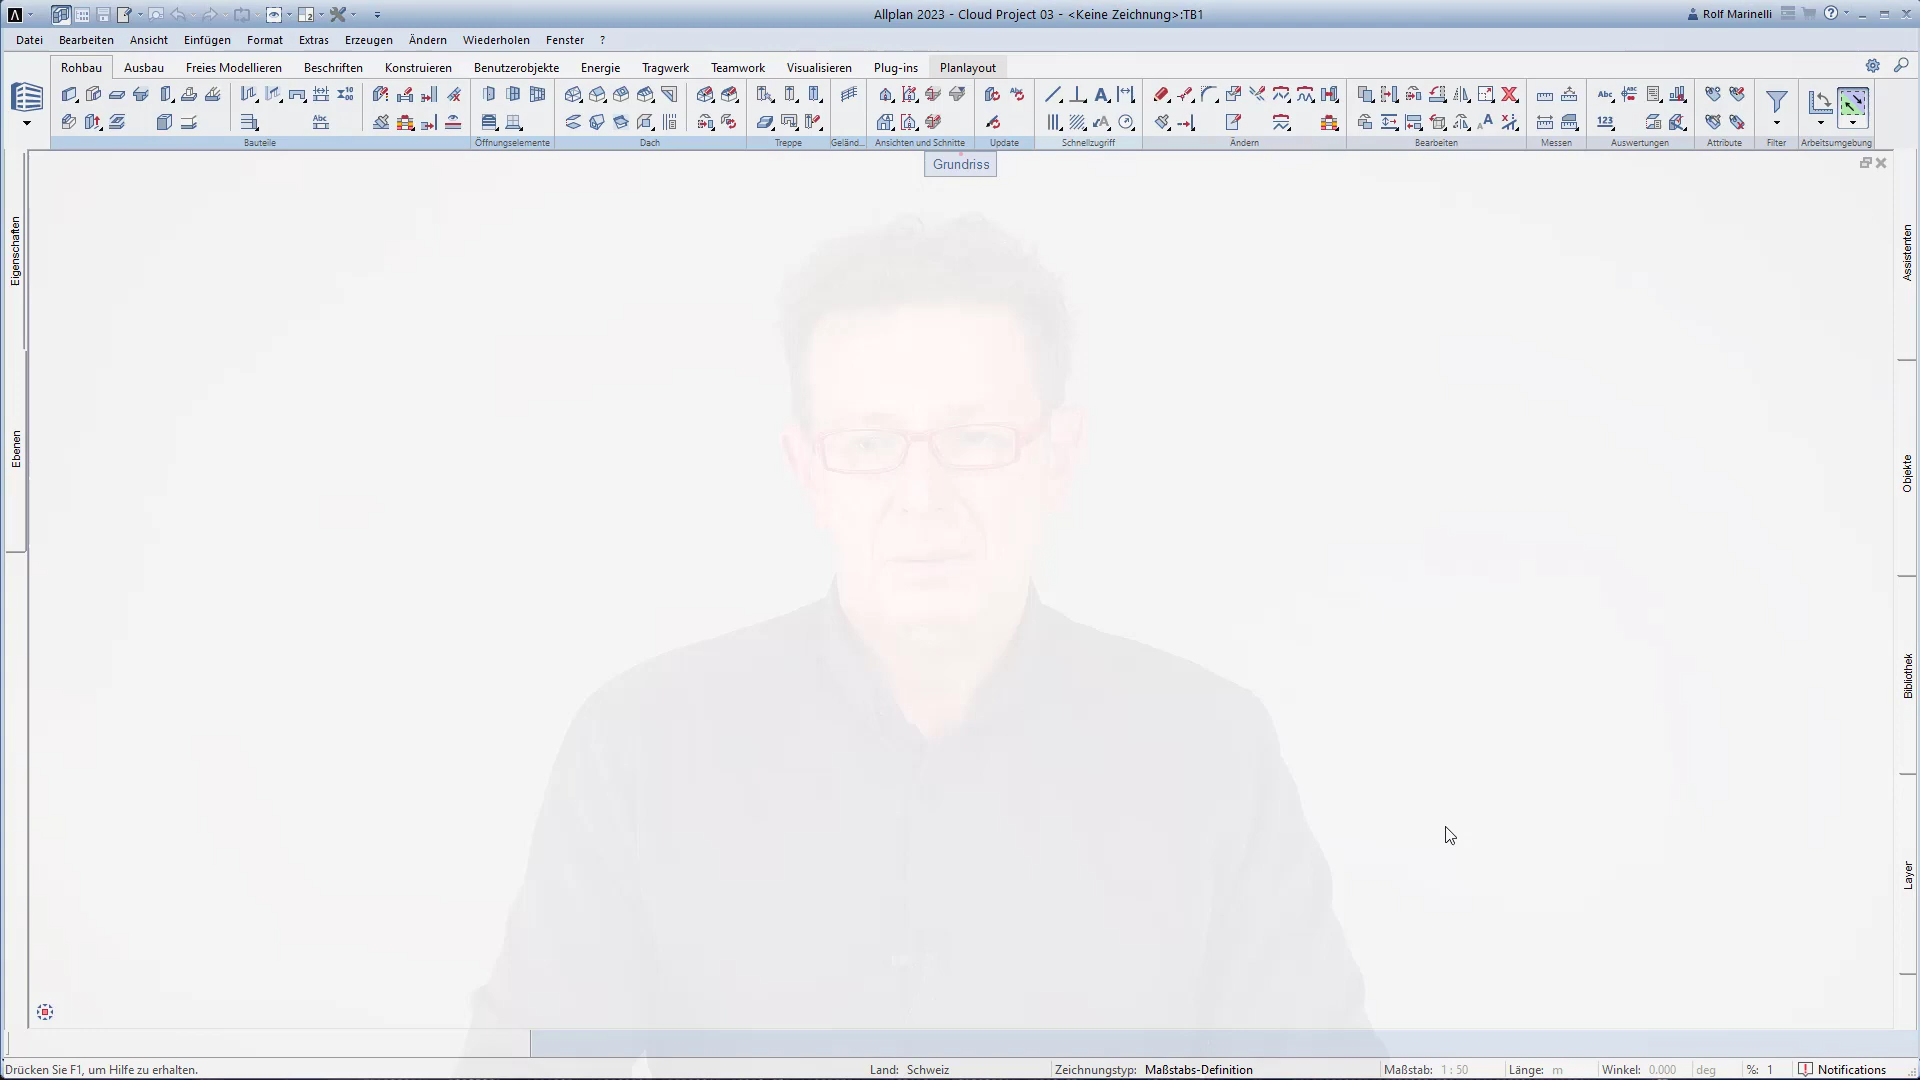 Allplan 2023 - Cloud Project 03 - <Keine Zeichnung>:TB1
Rolf Marinelli
Datei Bearbeiten Ansicht Einfügen Format Extras Erzeugen Ändern Wiederholen Fenster ?
Rohbau Ausbau Freies Modellieren Beschriften Konstruieren Benutzerobjekte Energie Tragwerk Teamwork Visualisieren Plug-ins Planlayout
Bauteile Öffnungselemente Dach Treppe Geländ... Ansichten und Schnitte Update Schnellzugriff Ändern Bearbeiten Messen Auswertungen Attribute Filter Arbeitsumgebung
Grundriss
Eigenschaften
Ebenen
Assistenten
Objekte
Bibliothek
Layer
Drücken Sie F1, um Hilfe zu erhalten. Land: Schweiz Zeichnungstyp: Maßstabs-Definition Maßstab: 1 : 50 Länge: m Winkel: 0.000 deg %: 1 Notifications